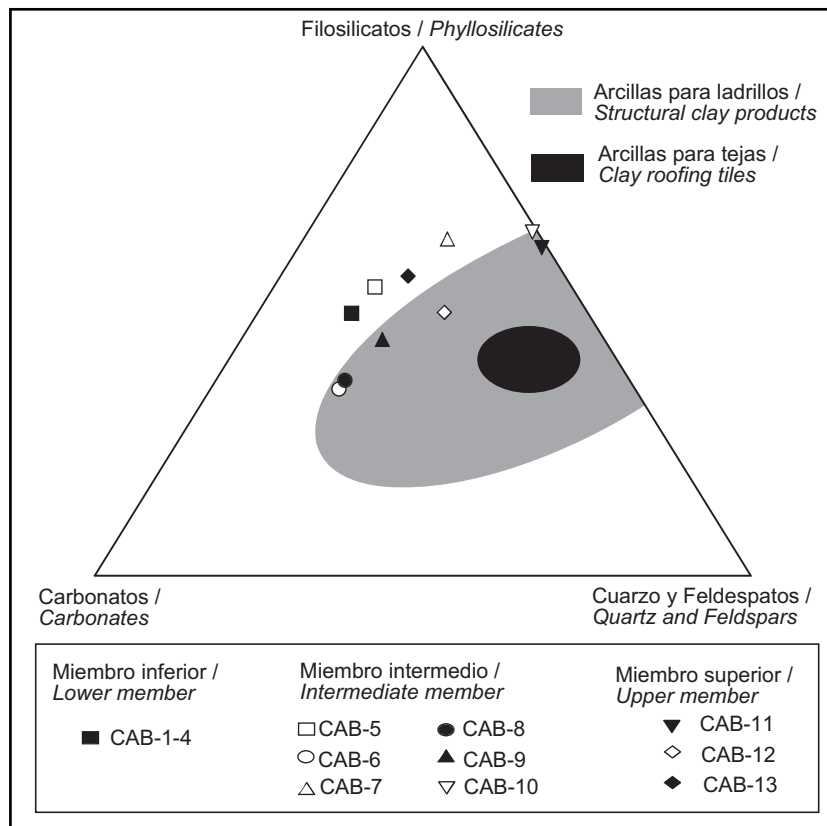 Filosilicatos / Phyllosilicates
Arcillas para ladrillos /
Structural clay products
Arcillas para tejas /
Clay roofing tiles
Carbonatos /
Carbonates
Cuarzo y Feldespatos /
Quartz and Feldspars
Miembro inferior /
Lower member
CAB-1-4
Miembro intermedio /
Intermediate member
CAB-5
CAB-6
CAB-7
CAB-8
CAB-9
CAB-10
Miembro superior /
Upper member
CAB-11
CAB-12
CAB-13